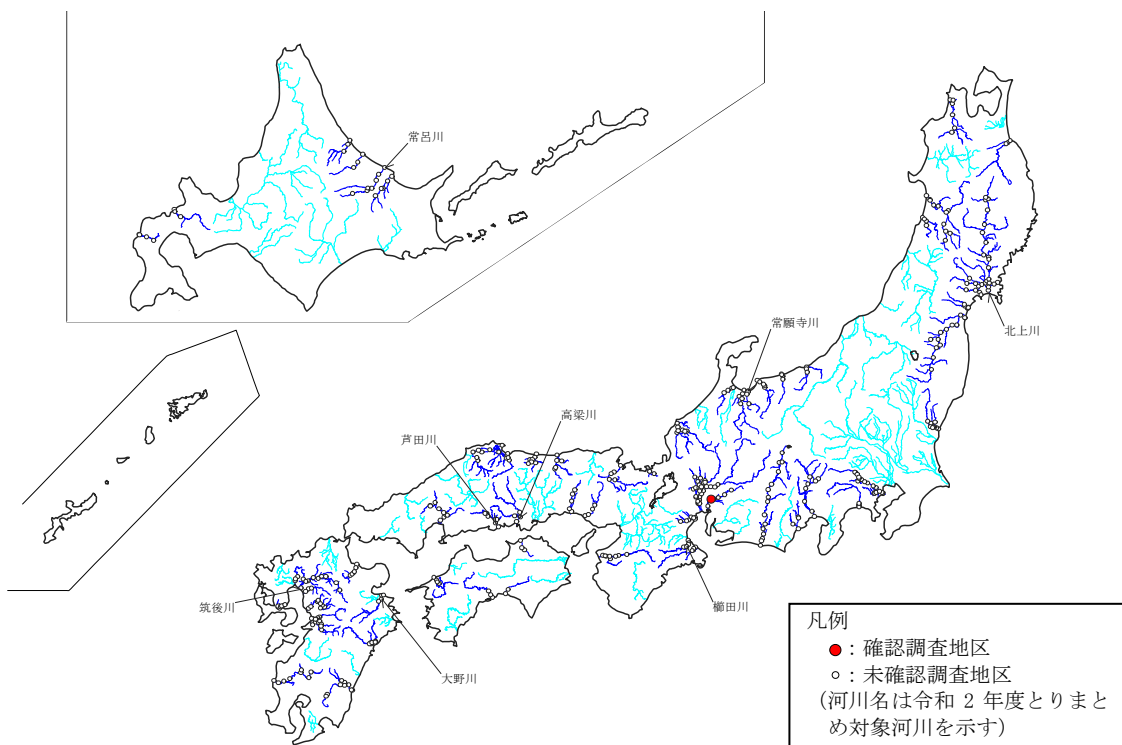 常呂川
北上川
常願寺川
高梁川
芦田川
筑後川
大野川
櫛田川
凡例
●：確認調査地区
○：未確認調査地区
(河川名は令和 2 年度とりまと
め対象河川を示す)